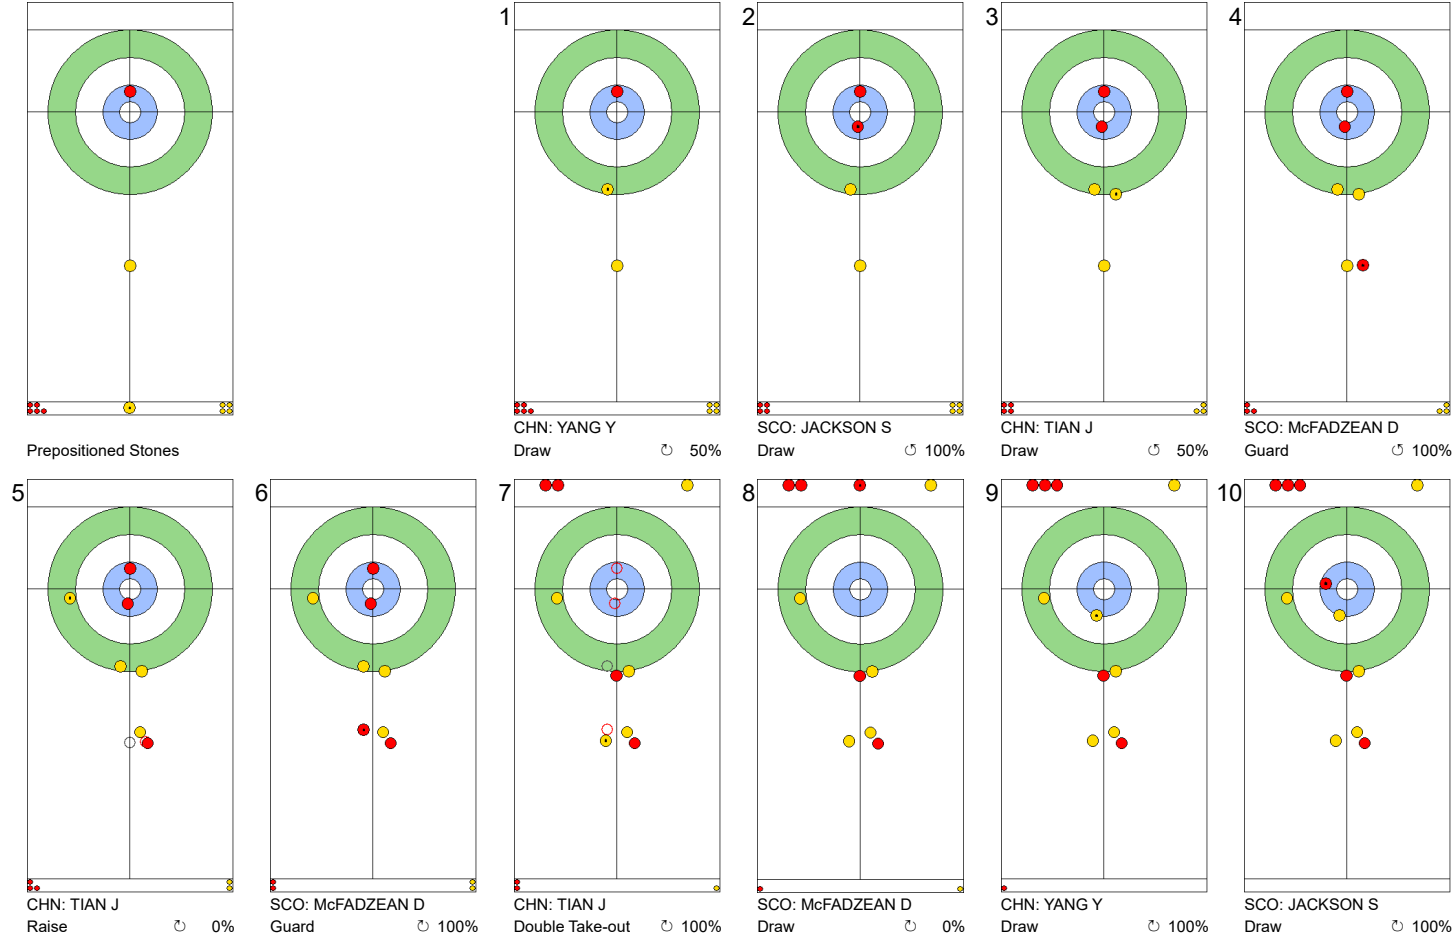 1
2
3
4
Prepositioned Stones
CHN: YANG Y
Draw ↻ 50%
SCO: JACKSON S
Draw ↺ 100%
CHN: TIAN J
Draw ↺ 50%
SCO: McFADZEAN D
Guard ↺ 100%
5
6
7
8
9
10
CHN: TIAN J
Raise ↻ 0%
SCO: McFADZEAN D
Guard ↻ 100%
CHN: TIAN J
Double Take-out ↻ 100%
SCO: McFADZEAN D
Draw ↻ 0%
CHN: YANG Y
Draw ↻ 100%
SCO: JACKSON S
Draw ↻ 100%